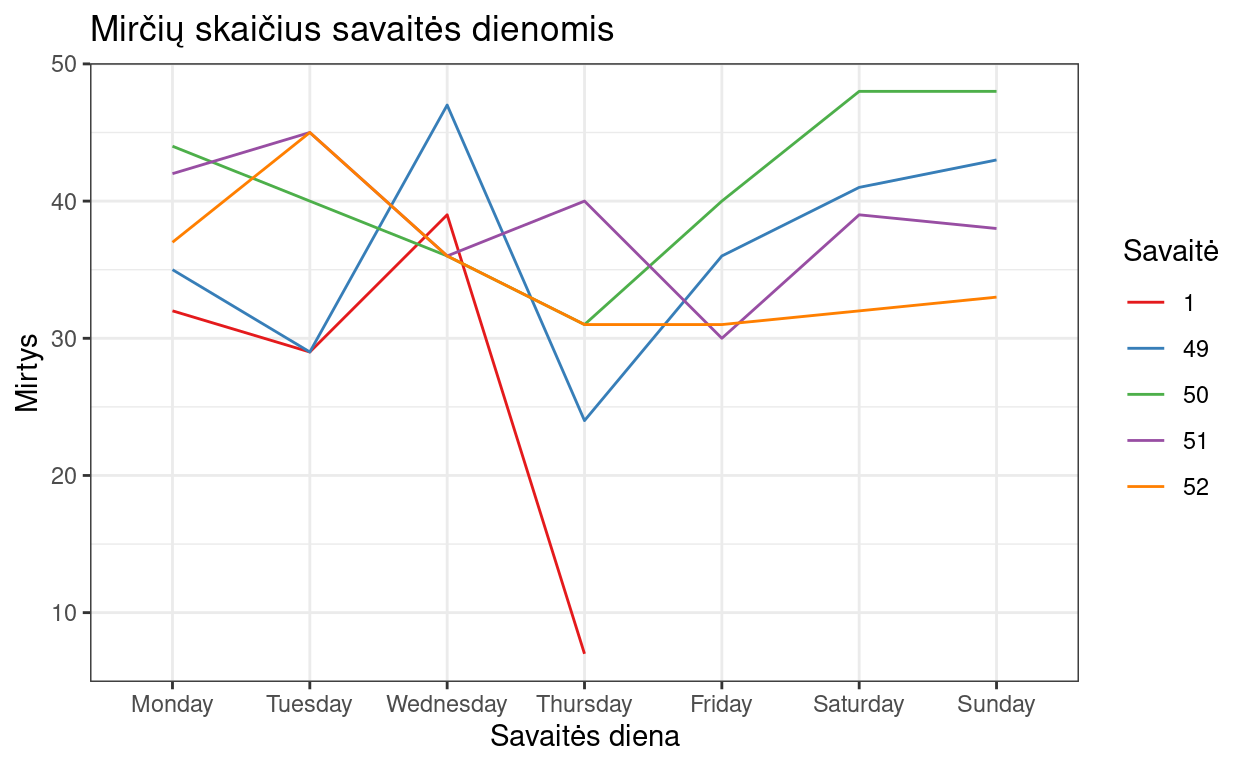 Mirčių skaičius savaitės dienomis
50
40
30
20
10
Mirtys
Monday Tuesday Wednesday Thursday Friday Saturday Sunday
Savaitės diena
Savaitė
1
49
50
51
52